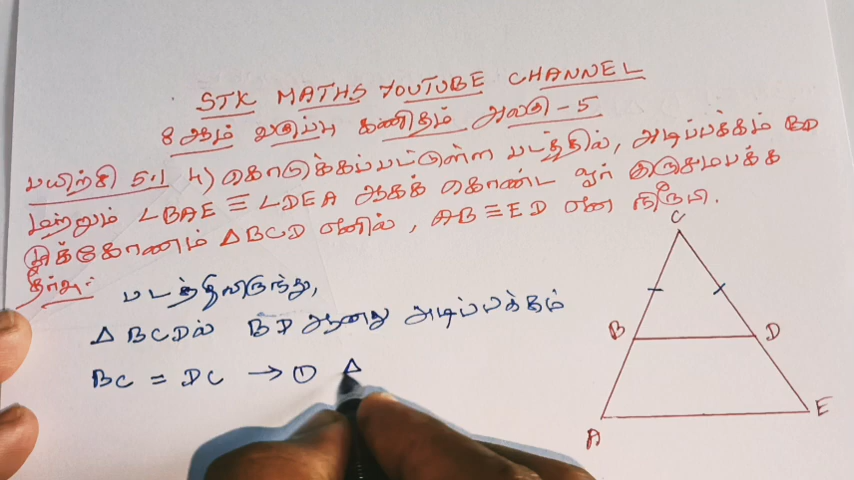 STK MATHS YOUTUBE CHANNEL
8 ஆம் வகுப்பு கணிதம் அலகு - 5
பயிற்சி 5.1 4) கொடுக்கப்பட்டுள்ள படத்தில், அடிப்பக்கம் BD
மற்றும் ∠BAE ≡ ∠DEA ஆகக் கொண்ட ஓர் இருசமபக்க
முக்கோணம் ΔBCD எனில், AB ≡ ED என நிரூபி.
தீர்வு:-
படத்திலிருந்து,
Δ BCDல் BD ஆனது அடிப்பக்கம்
BC = DC → ① Δ
C
B D
A E